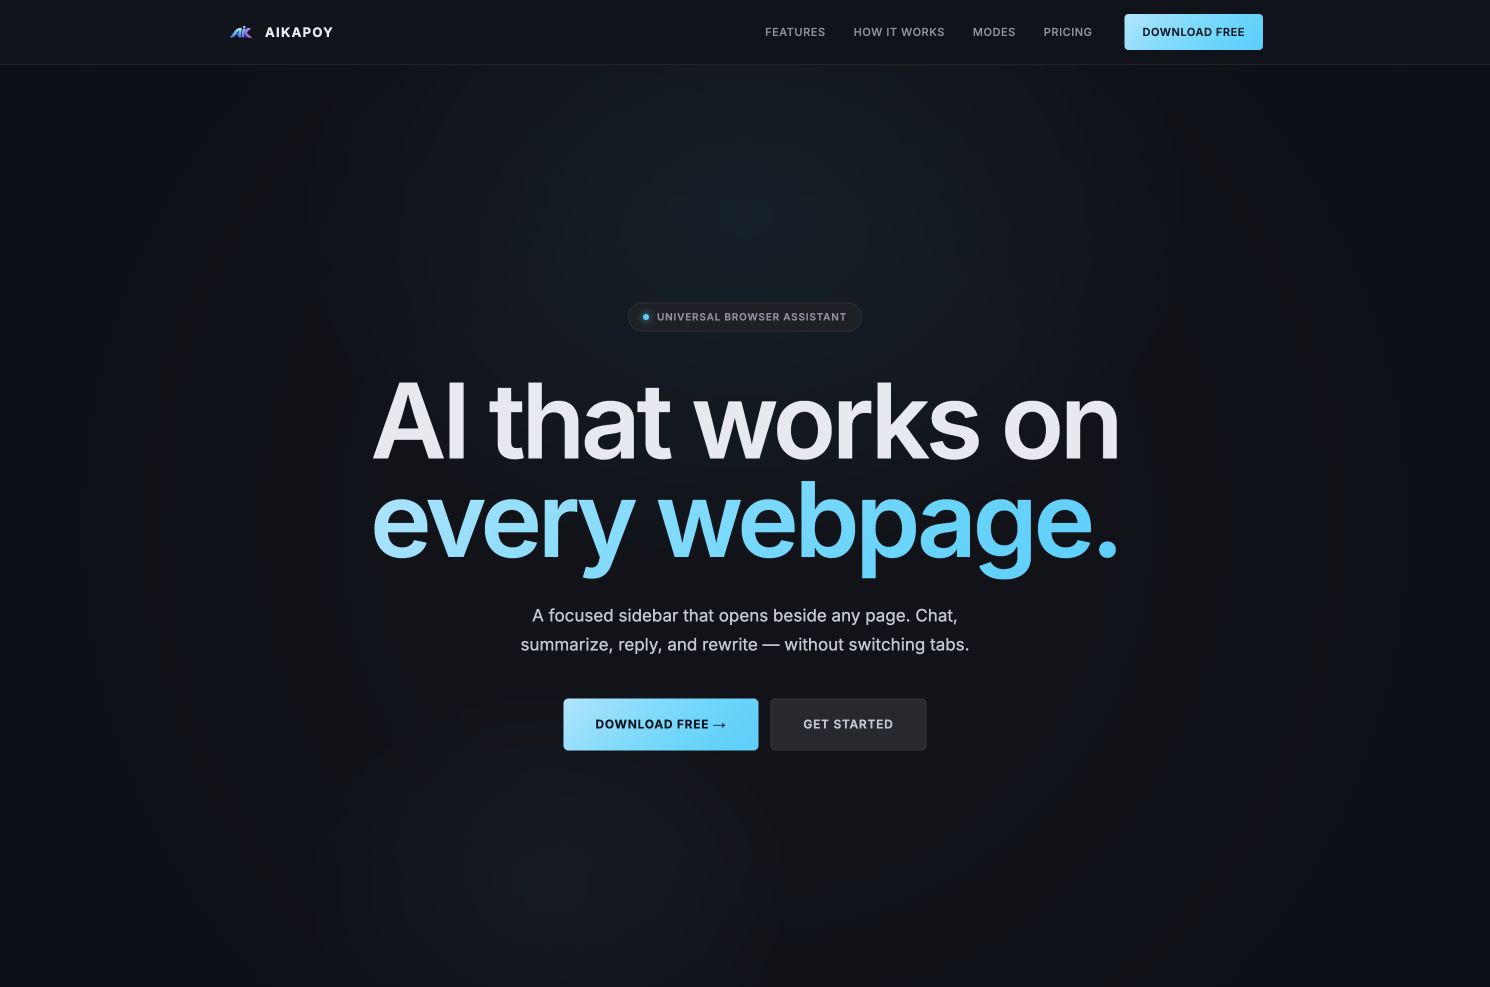 AIKAPOY
FEATURES
HOW IT WORKS
MODES
PRICING
DOWNLOAD FREE
UNIVERSAL BROWSER ASSISTANT
AI that works on
every webpage.
A focused sidebar that opens beside any page. Chat,
summarize, reply, and rewrite — without switching tabs.
DOWNLOAD FREE →
GET STARTED